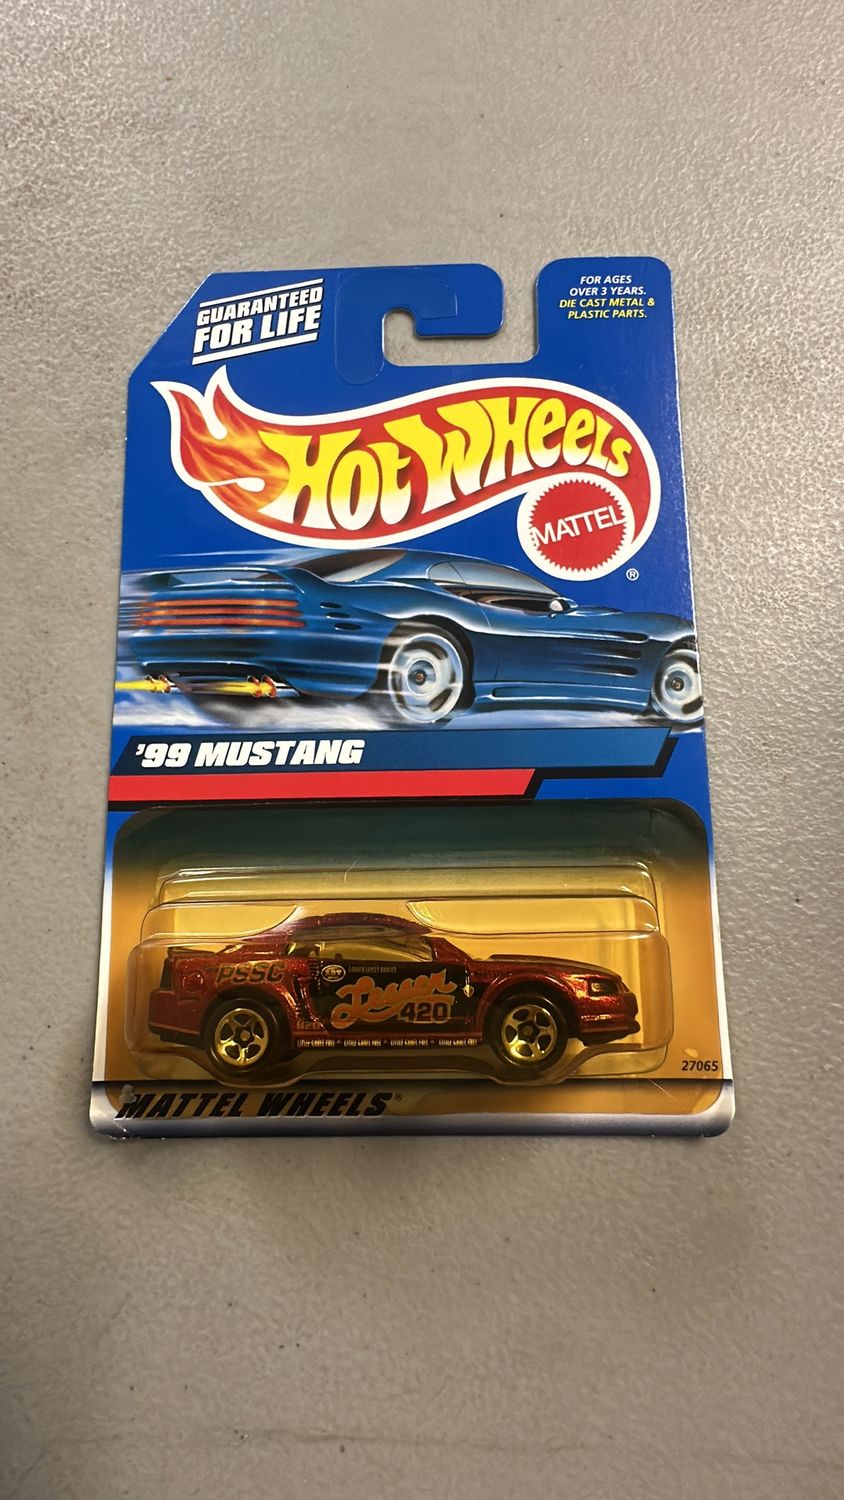 GUARANTEED
FOR LIFE
FOR AGES
OVER 3 YEARS.
DIE CAST METAL &
PLASTIC PARTS.
HOT WHEELS
MATTEL
®
'99 MUSTANG
PSSC
420
27065
MATTEL WHEELS®